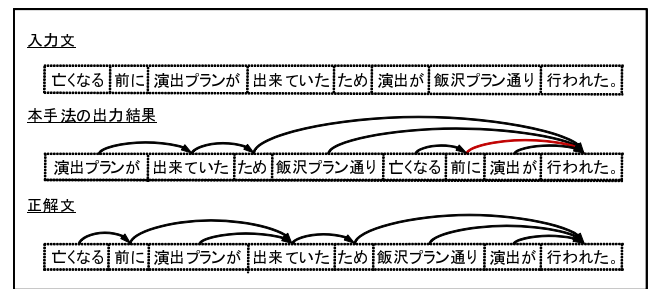 入力文
亡くなる 前に 演出プランが 出来ていた ため 演出が 飯沢プラン通り 行われた。
本手法の出力結果
演出プランが 出来ていた ため 飯沢プラン通り 亡くなる 前に 演出が 行われた。
正解文
亡くなる 前に 演出プランが 出来ていた ため 飯沢プラン通り 演出が 行われた。